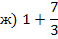 ж) 1 + 7/3